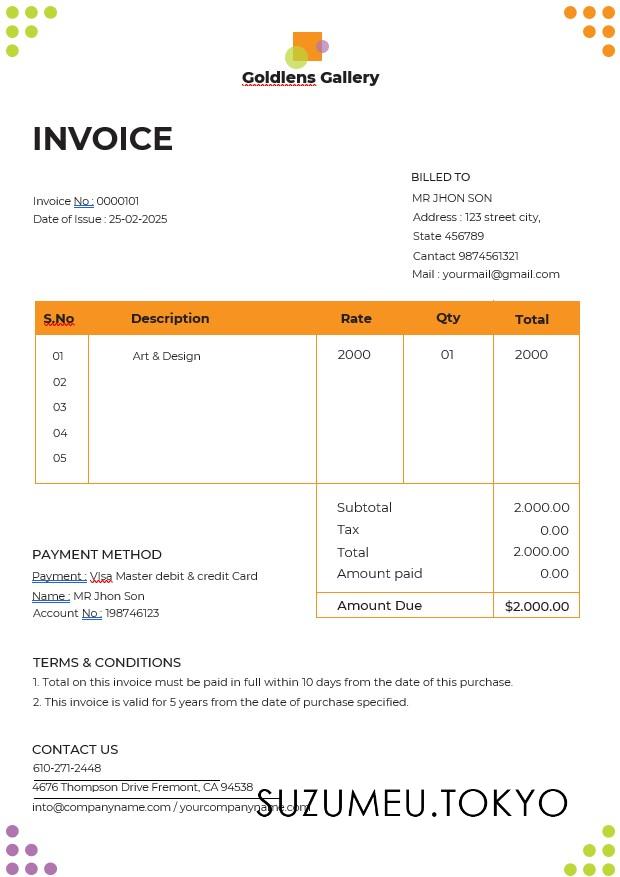 Goldlens Gallery
INVOICE
Invoice No : 0000101
Date of Issue : 25-02-2025
BILLED TO
MR JHON SON
Address : 123 street city,
State 456789
Cantact 9874561321
Mail : yourmail@gmail.com
S.No Description Rate Qty Total
01 Art & Design 2000 01 2000
02
03
04
05
Subtotal 2.000.00
Tax 0.00
Total 2.000.00
Amount paid 0.00
Amount Due $2.000.00
PAYMENT METHOD
Payment : VIsa Master debit & credit Card
Name : MR Jhon Son
Account No : 198746123
TERMS & CONDITIONS
1. Total on this invoice must be paid in full within 10 days from the date of this purchase.
2. This invoice is valid for 5 years from the date of purchase specified.
CONTACT US
610-271-2448
4676 Thompson Drive Fremont, CA 94538
into@companyname.com / yourcompanyname.com
SUZUMEU.TOKYO